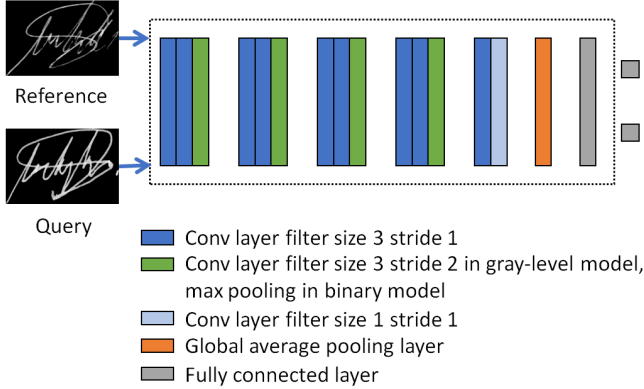 Reference
Query
Conv layer filter size 3 stride 1
Conv layer filter size 3 stride 2 in gray-level model,
max pooling in binary model
Conv layer filter size 1 stride 1
Global average pooling layer
Fully connected layer